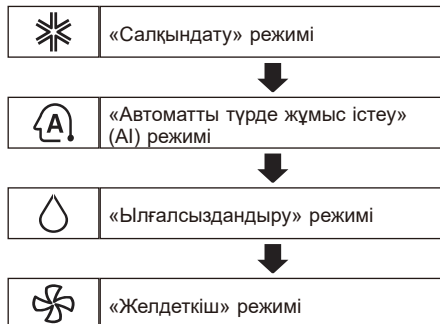 «Салқындату» режимі
A
«Автоматты түрде жұмыс істеу»
(AI) режимі
«Ылғалсыздандыру» режимі
«Желдеткіш» режимі